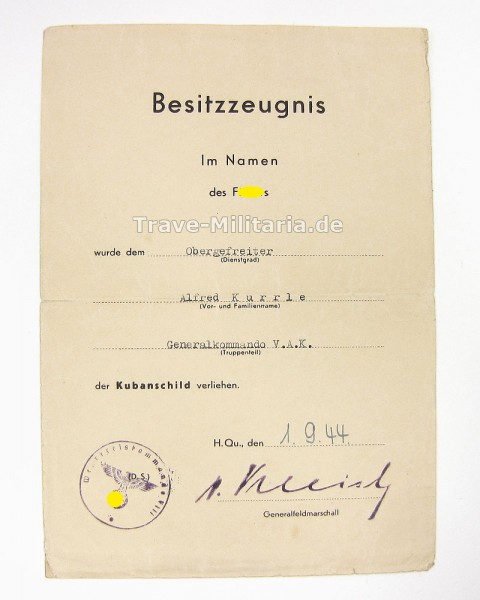 Besitzzeugnis
Im Namen
des F s
Trave-Militaria.de
wurde dem Obergefreiter
(Dienstgrad)
Alfred Kurrle
(Vor- und Familienname)
Generalkommando V.A.K.
(Truppenteil)
der Kubanschild verliehen.
H.Qu., den 1.9.44.
(D.S.)
v. Kleist
Generalfeldmarschall